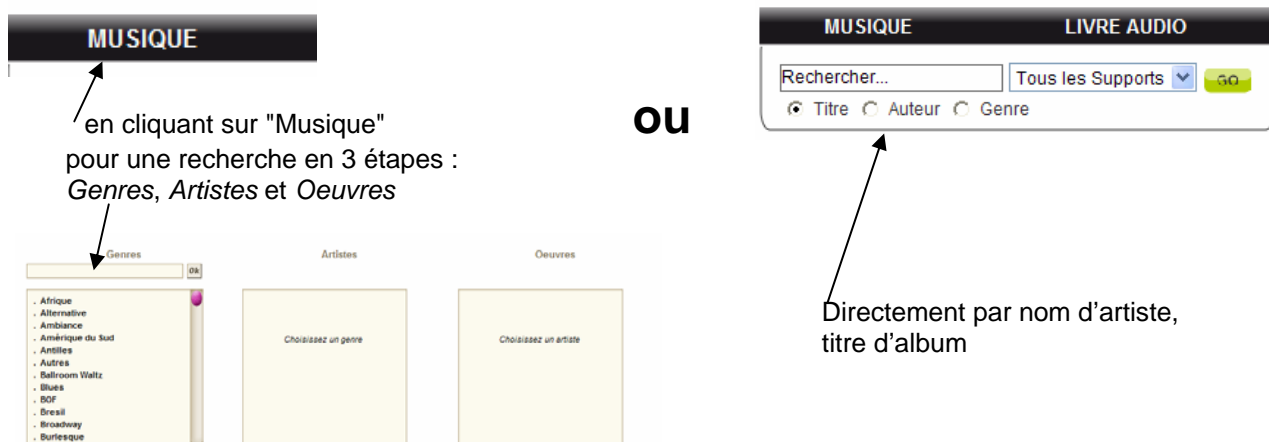 MUSIQUE
en cliquant sur "Musique"
pour une recherche en 3 étapes :
Genres, Artistes et Oeuvres
Genres
Ok
. Afrique
. Alternative
. Ambiance
. Amérique du Sud
. Antilles
. Autres
. Ballroom Waltz
. Blues
. BOF
. Bresil
. Broadway
. Burlesque
Artistes
Choisissez un genre
Oeuvres
Choisissez un artiste
ou
MUSIQUE LIVRE AUDIO
Rechercher... Tous les Supports GO
Titre Auteur Genre
Directement par nom d'artiste,
titre d'album